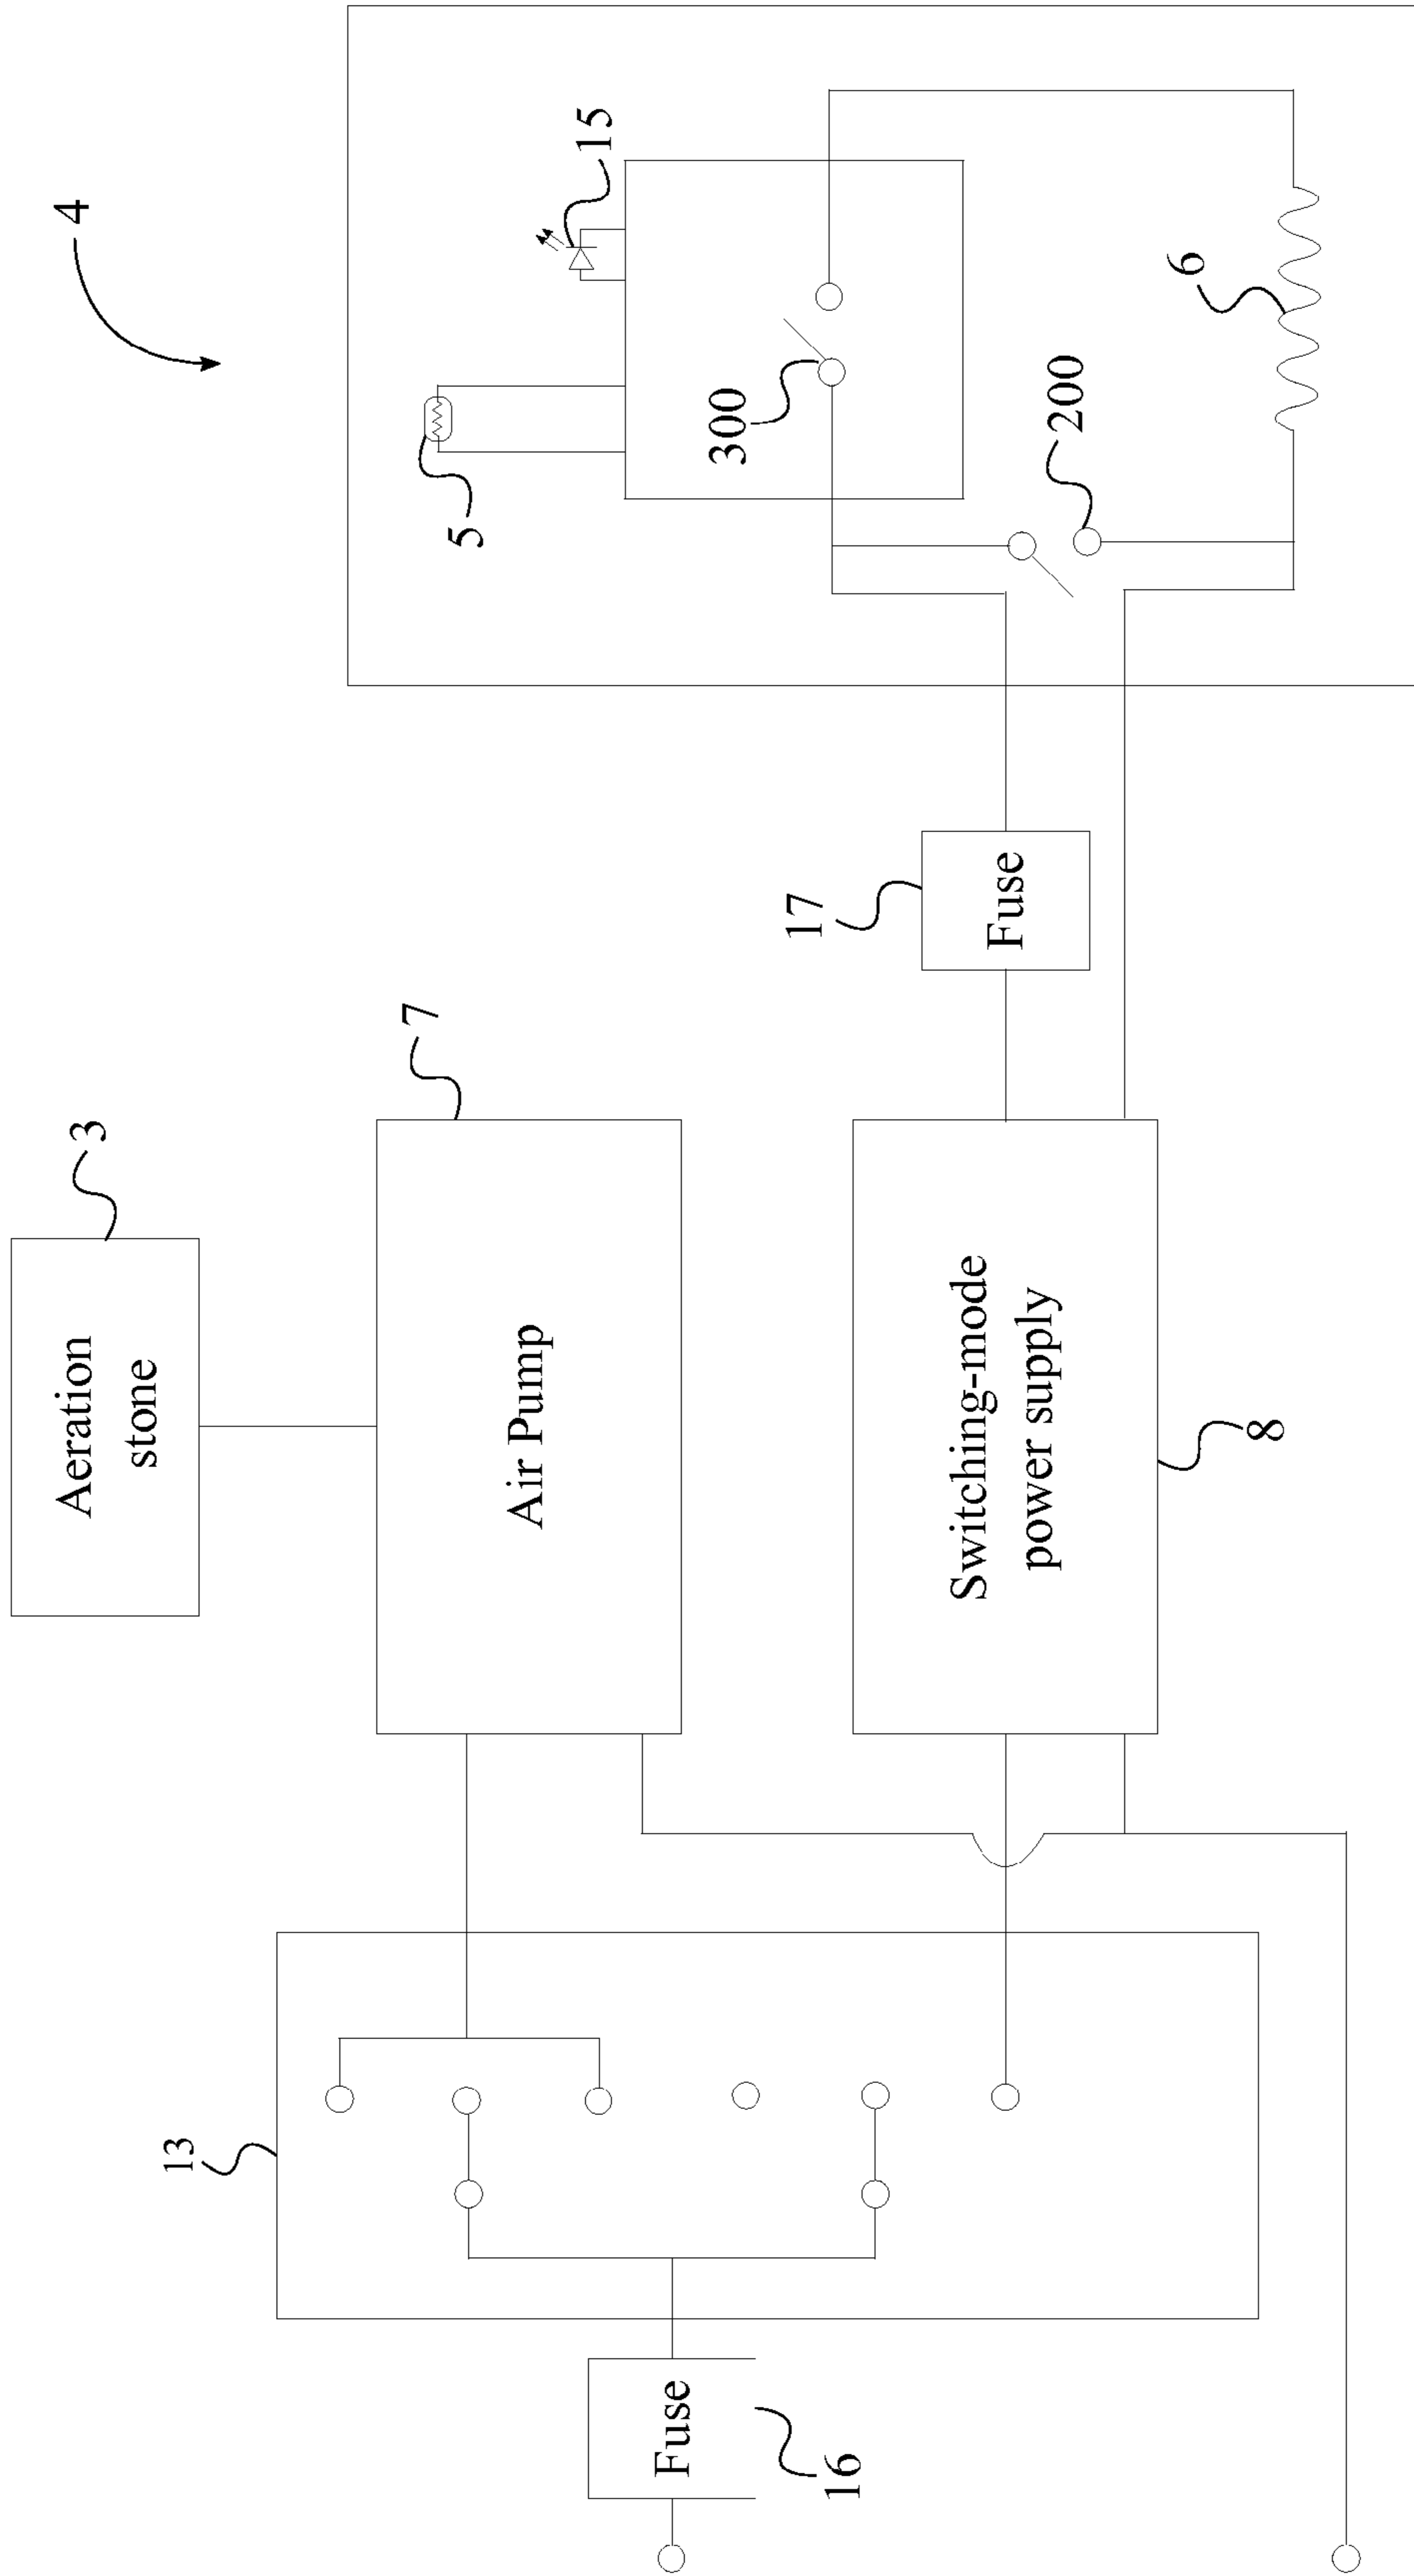 4
15
5
300
6
200
17
Fuse
7
3
Aeration
stone
Air Pump
Switching-mode
power supply
8
13
Fuse
16